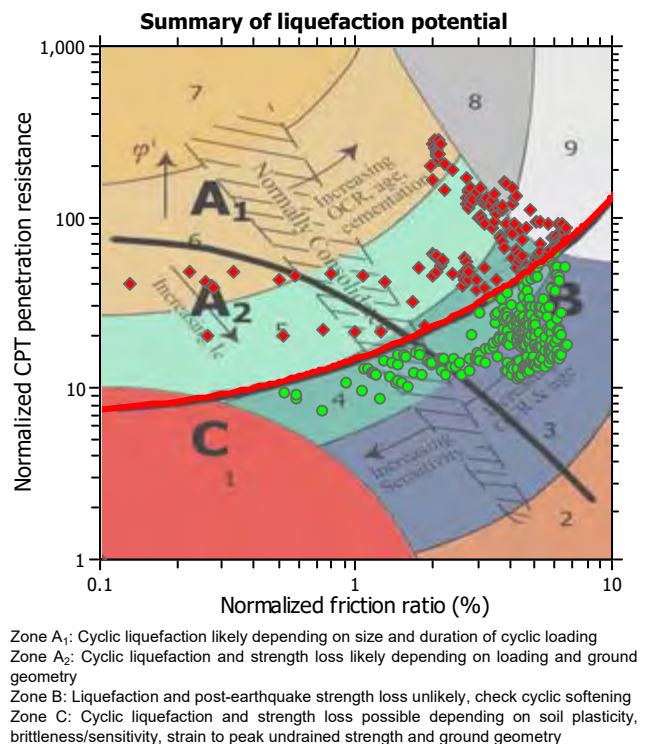 Summary of liquefaction potential
1,000
100
10
1
Normalized CPT penetration resistance
7
8
9
φ'
A1
Increasing
OCR, age,
cementation
Normally Consolid
6
A2
Increasing Ic
5
B
4
OCR & age
3
C
Increasing
Sensitivity
1
2
0.1
1
10
Normalized friction ratio (%)
Zone A1: Cyclic liquefaction likely depending on size and duration of cyclic loading
Zone A2: Cyclic liquefaction and strength loss likely depending on loading and ground
geometry
Zone B: Liquefaction and post-earthquake strength loss unlikely, check cyclic softening
Zone C: Cyclic liquefaction and strength loss possible depending on soil plasticity,
brittleness/sensitivity, strain to peak undrained strength and ground geometry